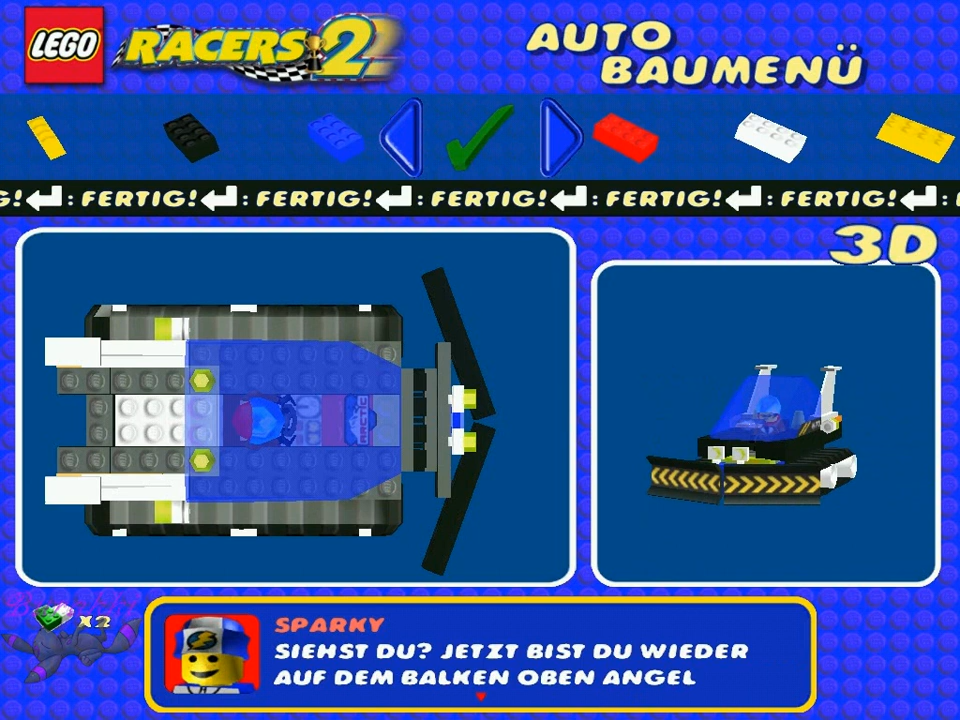 LEGO
RACERS 2
AUTO
BAUMENÜ
G! : FERTIG! : FERTIG! : FERTIG! : FERTIG! : FERTIG! :
3D
ARCTIC
X2
SPARKY
SIEHST DU? JETZT BIST DU WIEDER
AUF DEM BALKEN OBEN ANGEL